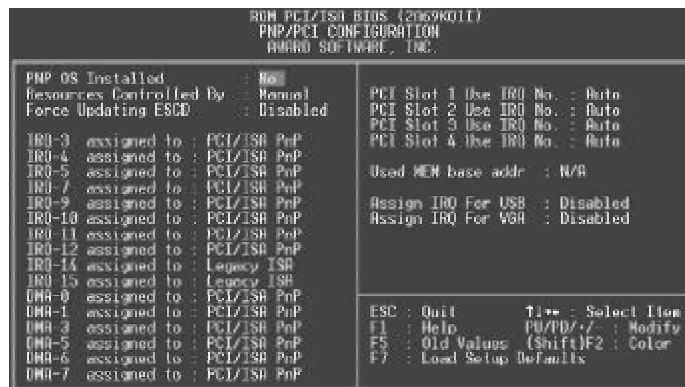 ROM PCI/ISA BIOS (2A69KQ1I)
PNP/PCI CONFIGURATION
AWARD SOFTWARE, INC.
PNP OS Installed : No
Resources Controlled By : Manual
Force Updating ESCD : Disabled
IRQ-3 assigned to : PCI/ISA PnP
IRQ-4 assigned to : PCI/ISA PnP
IRQ-5 assigned to : PCI/ISA PnP
IRQ-7 assigned to : PCI/ISA PnP
IRQ-9 assigned to : PCI/ISA PnP
IRQ-10 assigned to : PCI/ISA PnP
IRQ-11 assigned to : PCI/ISA PnP
IRQ-12 assigned to : PCI/ISA PnP
IRQ-14 assigned to : Legacy ISA
IRQ-15 assigned to : Legacy ISA
DMA-0 assigned to : PCI/ISA PnP
DMA-1 assigned to : PCI/ISA PnP
DMA-3 assigned to : PCI/ISA PnP
DMA-5 assigned to : PCI/ISA PnP
DMA-6 assigned to : PCI/ISA PnP
DMA-7 assigned to : PCI/ISA PnP
PCI Slot 1 Use IRQ No. : Auto
PCI Slot 2 Use IRQ No. : Auto
PCI Slot 3 Use IRQ No. : Auto
PCI Slot 4 Use IRQ No. : Auto
Used MEM base addr : N/A
Assign IRQ For USB : Disabled
Assign IRQ For VGA : Disabled
ESC : Quit ↑↓→← : Select Item
F1 : Help PU/PD/+/- : Modify
F5 : Old Values (Shift)F2 : Color
F7 : Load Setup Defaults